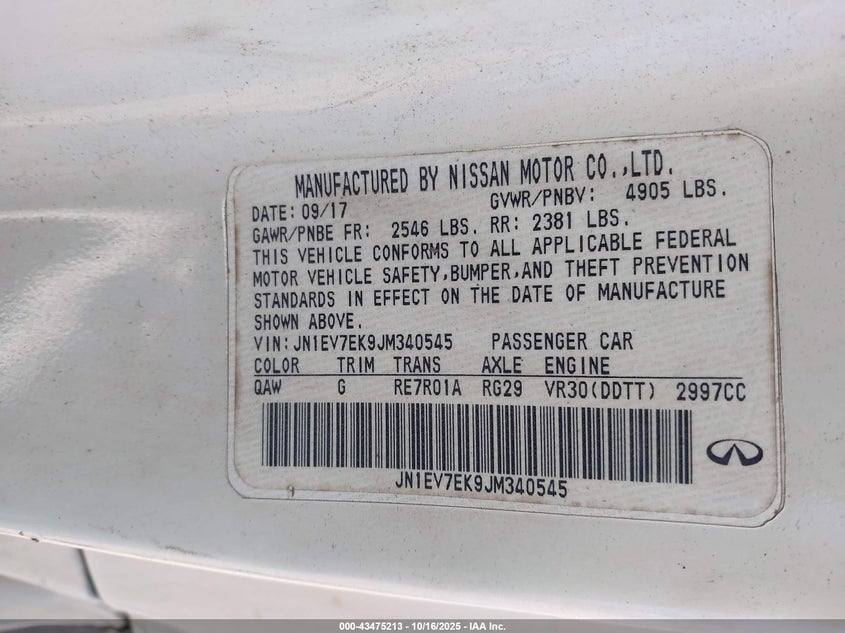 MANUFACTURED BY NISSAN MOTOR CO.,LTD.
DATE: 09/17 GVWR/PNBV: 4905 LBS.
GAWR/PNBE FR: 2546 LBS. RR: 2381 LBS.
THIS VEHICLE CONFORMS TO ALL APPLICABLE FEDERAL
MOTOR VEHICLE SAFETY,BUMPER,AND THEFT PREVENTION
STANDARDS IN EFFECT ON THE DATE OF MANUFACTURE
SHOWN ABOVE.
VIN:JN1EV7EK9JM340545 PASSENGER CAR
COLOR TRIM TRANS AXLE ENGINE
QAW G RE7R01A RG29 VR30(DDTT) 2997CC
JN1EV7EK9JM340545
000-43475213 - 10/16/2025 - IAA Inc.